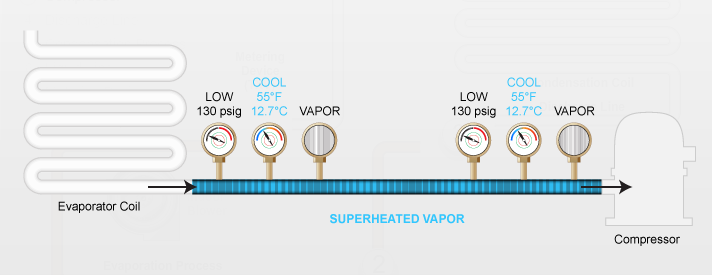 COOL
55°F
12.7°C
LOW
130 psig
VAPOR
COOL
55°F
12.7°C
LOW
130 psig
VAPOR
Evaporator Coil
SUPERHEATED VAPOR
Compressor